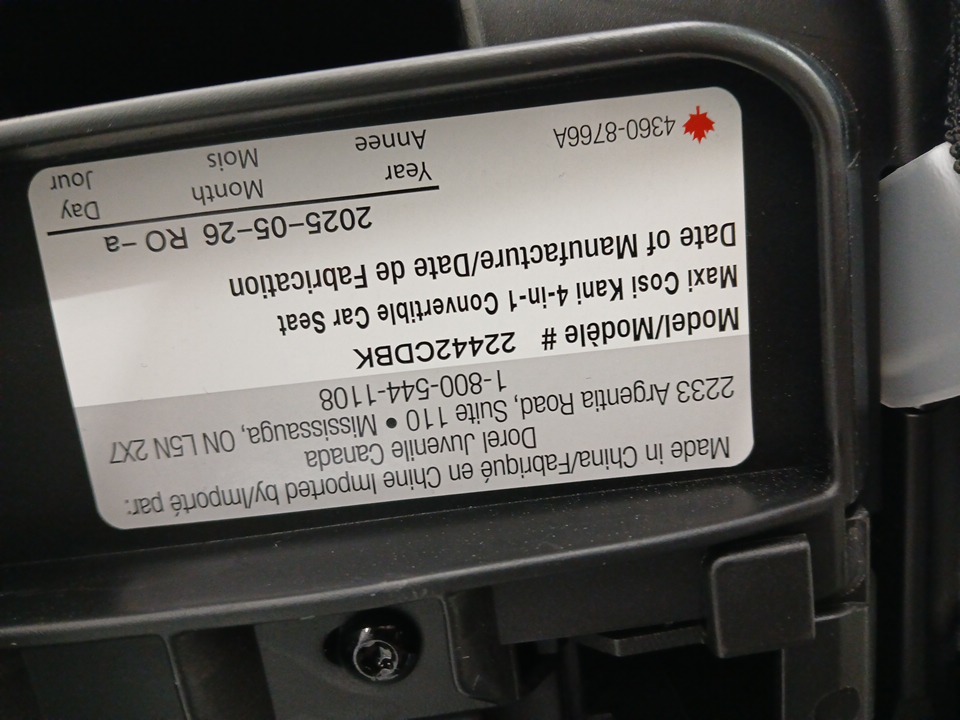 Made in China/Fabriqué en Chine Imported by/Importé par:
Dorel Juvenile Canada
2233 Argentia Road, Suite 110 • Mississauga, ON L5N 2X7
1-800-544-1108
Model/Modèle # 22442CDBK
Maxi Cosi Kani 4-in-1 Convertible Car Seat
Date of Manufacture/Date de Fabrication
2025-05-26 RO -a
Year Month Day
Annee Mois Jour
4360-8766A